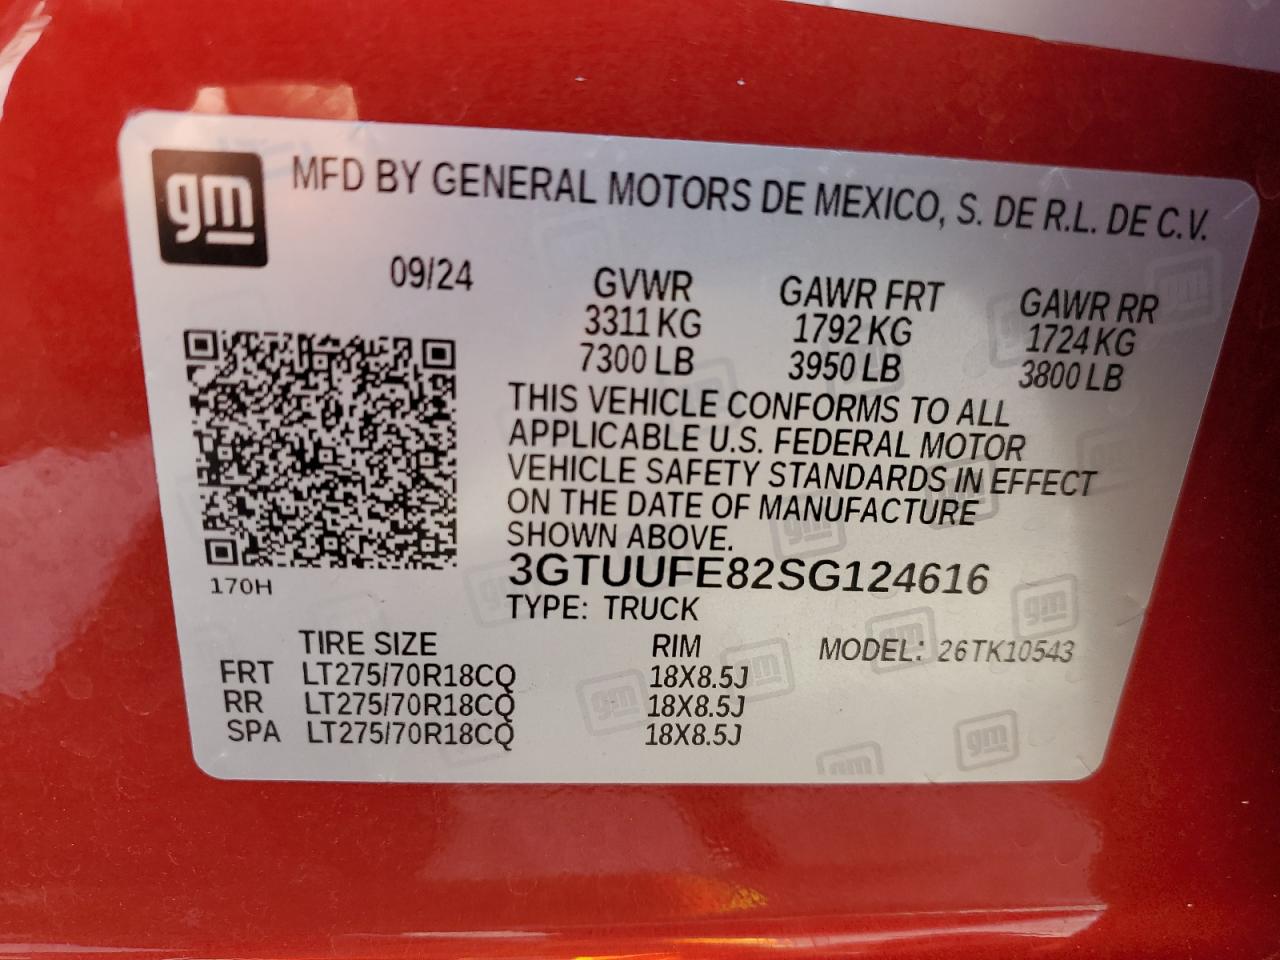 gm
MFD BY GENERAL MOTORS DE MEXICO, S. DE R.L. DE C.V.
09/24
GVWR GAWR FRT GAWR RR
3311 KG 1792 KG 1724 KG
7300 LB 3950 LB 3800 LB
THIS VEHICLE CONFORMS TO ALL
APPLICABLE U.S. FEDERAL MOTOR
VEHICLE SAFETY STANDARDS IN EFFECT
ON THE DATE OF MANUFACTURE
SHOWN ABOVE.
3GTUUFE82SG124616
170H
TYPE: TRUCK
TIRE SIZE RIM MODEL: 26TK10543
FRT LT275/70R18CQ 18X8.5J
RR LT275/70R18CQ 18X8.5J
SPA LT275/70R18CQ 18X8.5J